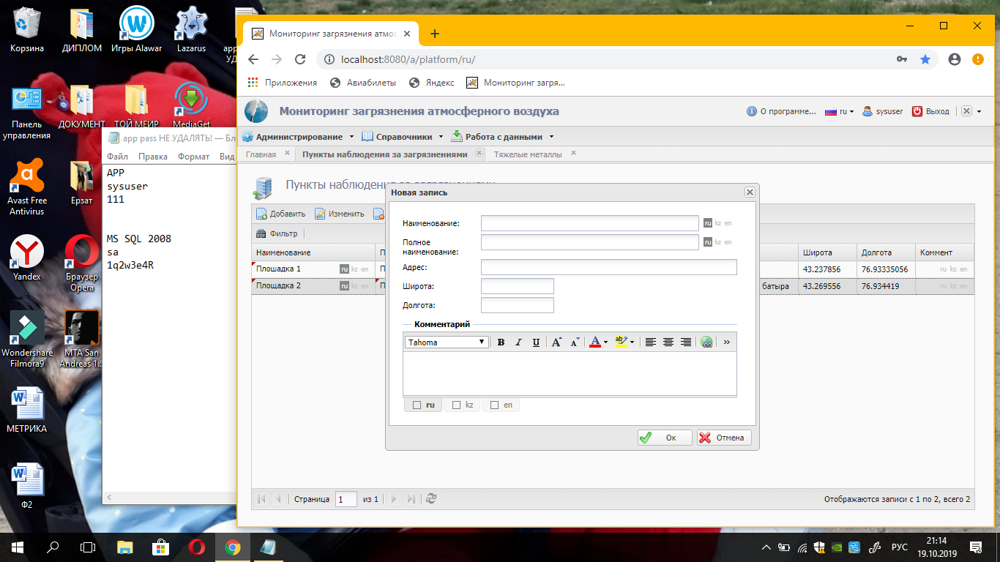 Корзина
ДИПЛОМ
Игры Alawar
Lazarus
Панель управления
ДОКУМЕНТ
ТОЙ МЕИР
MediaGet
Avast Free Antivirus
Ерзат
Yandex
Браузер Opera
Wondershare Filmora9
MTA San Andreas 1.5
МЕТРИКА
Ф2
app pass НЕ УДАЛЯТЬ! — Бл
Файл Правка Формат Вид
APP
sysuser
111
MS SQL 2008
sa
1q2w3e4R
Мониторинг загрязнения атмос
localhost:8080/a/platform/ru/
Приложения Авиабилеты Яндекс Мониторинг загря...
Мониторинг загрязнения атмосферного воздуха
О программе... ru sysuser Выход
Администрирование Справочники Работа с данными
Главная Пункты наблюдения за загрязнениями Тяжелые металлы
Пункты наблюдения за загрязнениями
Добавить Изменить
Фильтр
Наименование П Широта Долгота Коммент
Площадка 1 ru kz en П 43.237856 76.93335056 ru kz en
Площадка 2 ru kz en П батыра 43.269556 76.934419 ru kz en
Новая запись
Наименование: ru kz en
Полное наименование: ru kz en
Адрес:
Широта:
Долгота:
Комментарий
Tahoma B I U A A A ab »
ru kz en
Ок Отмена
Страница 1 из 1
Отображаются записи с 1 по 2, всего 2
РУС
21:14
19.10.2019